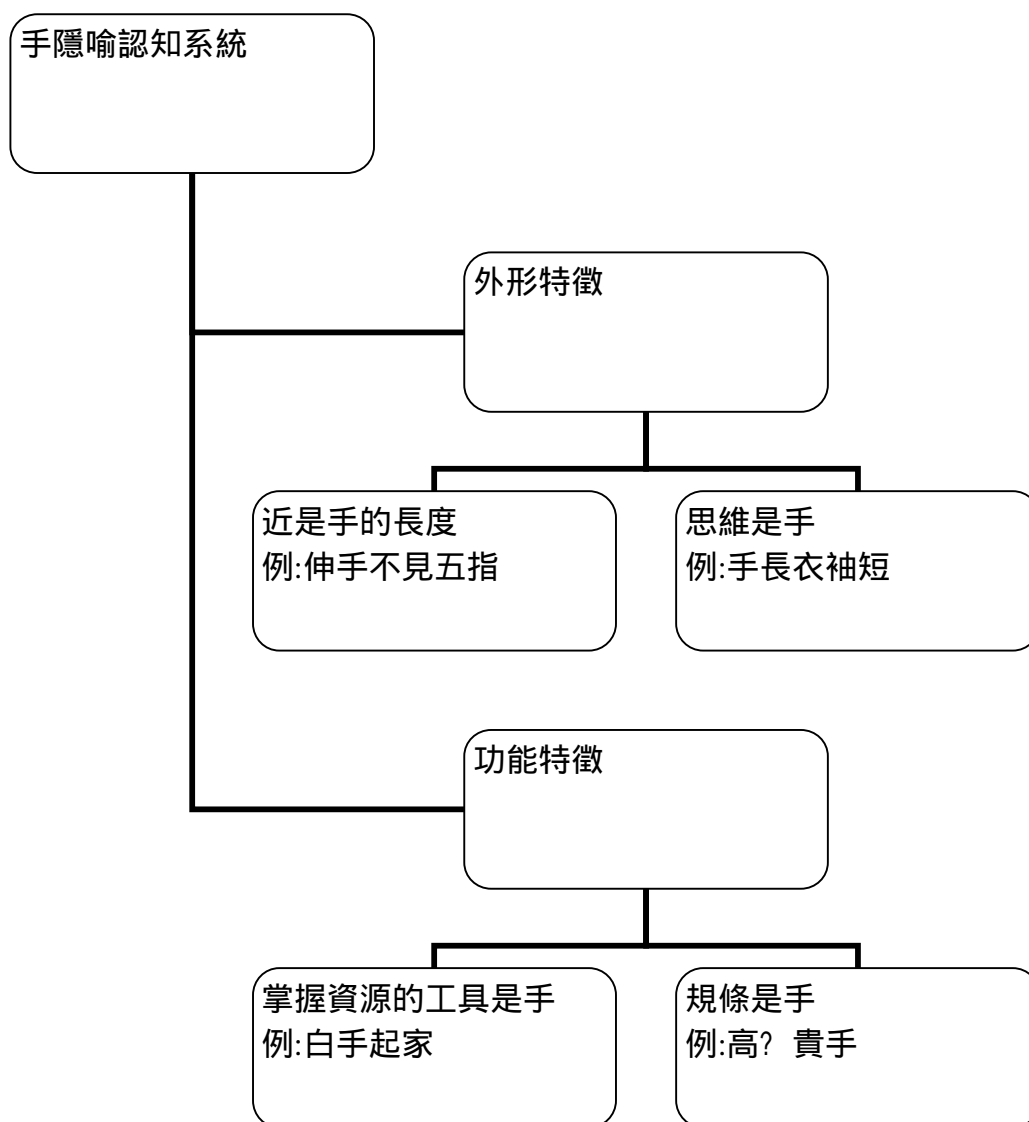 手隱喻認知系統
外形特徵
近是手的長度
例:伸手不見五指
思維是手
例:手長衣袖短
功能特徵
掌握資源的工具是手
例:白手起家
規條是手
例:高? 貴手